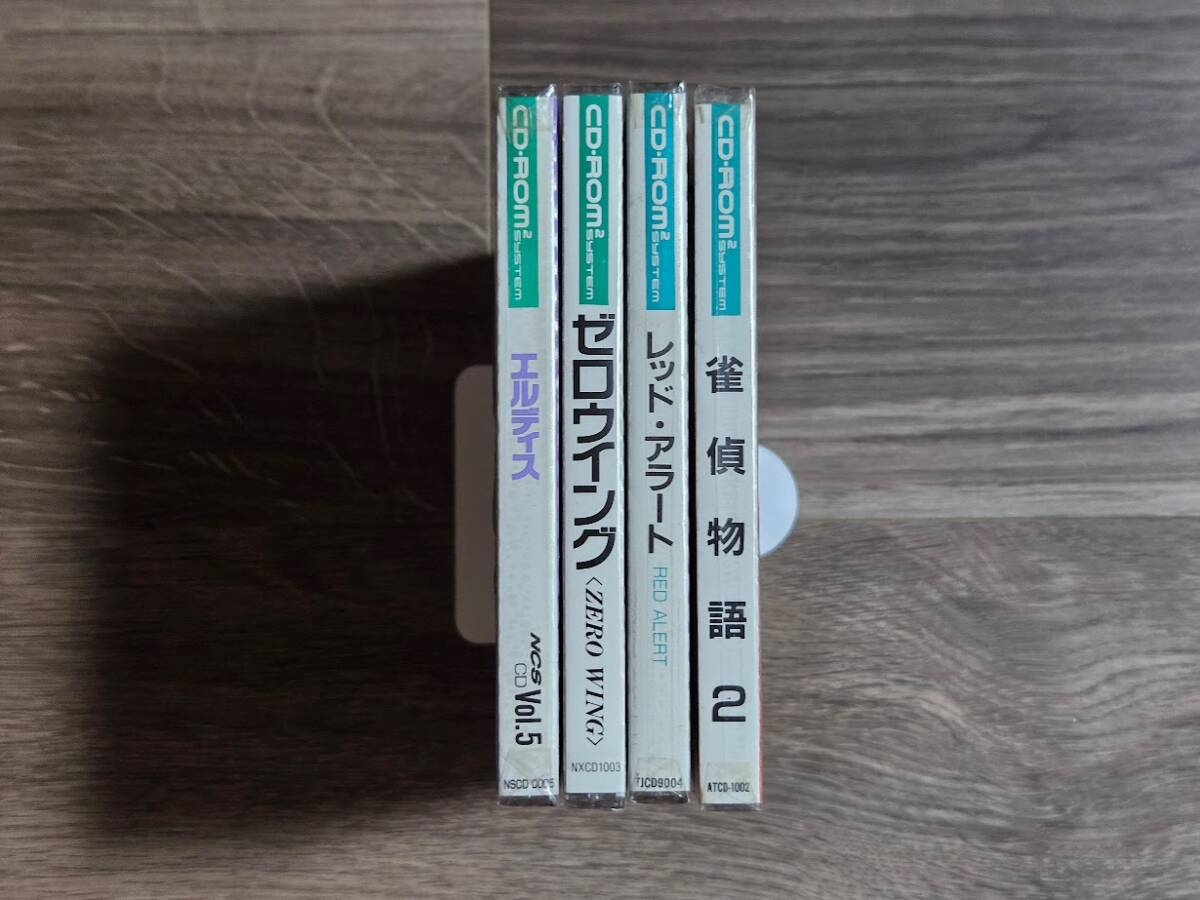 CD·ROM² SYSTEM
エルディス
NCS
CD Vol.5
CD·ROM² SYSTEM
ゼロウイング
〈ZERO WING〉
NXCD1003
CD·ROM² SYSTEM
レッド・アラート
RED ALERT
TJCD9004
CD·ROM² SYSTEM
雀偵物語2
ATCD-1002